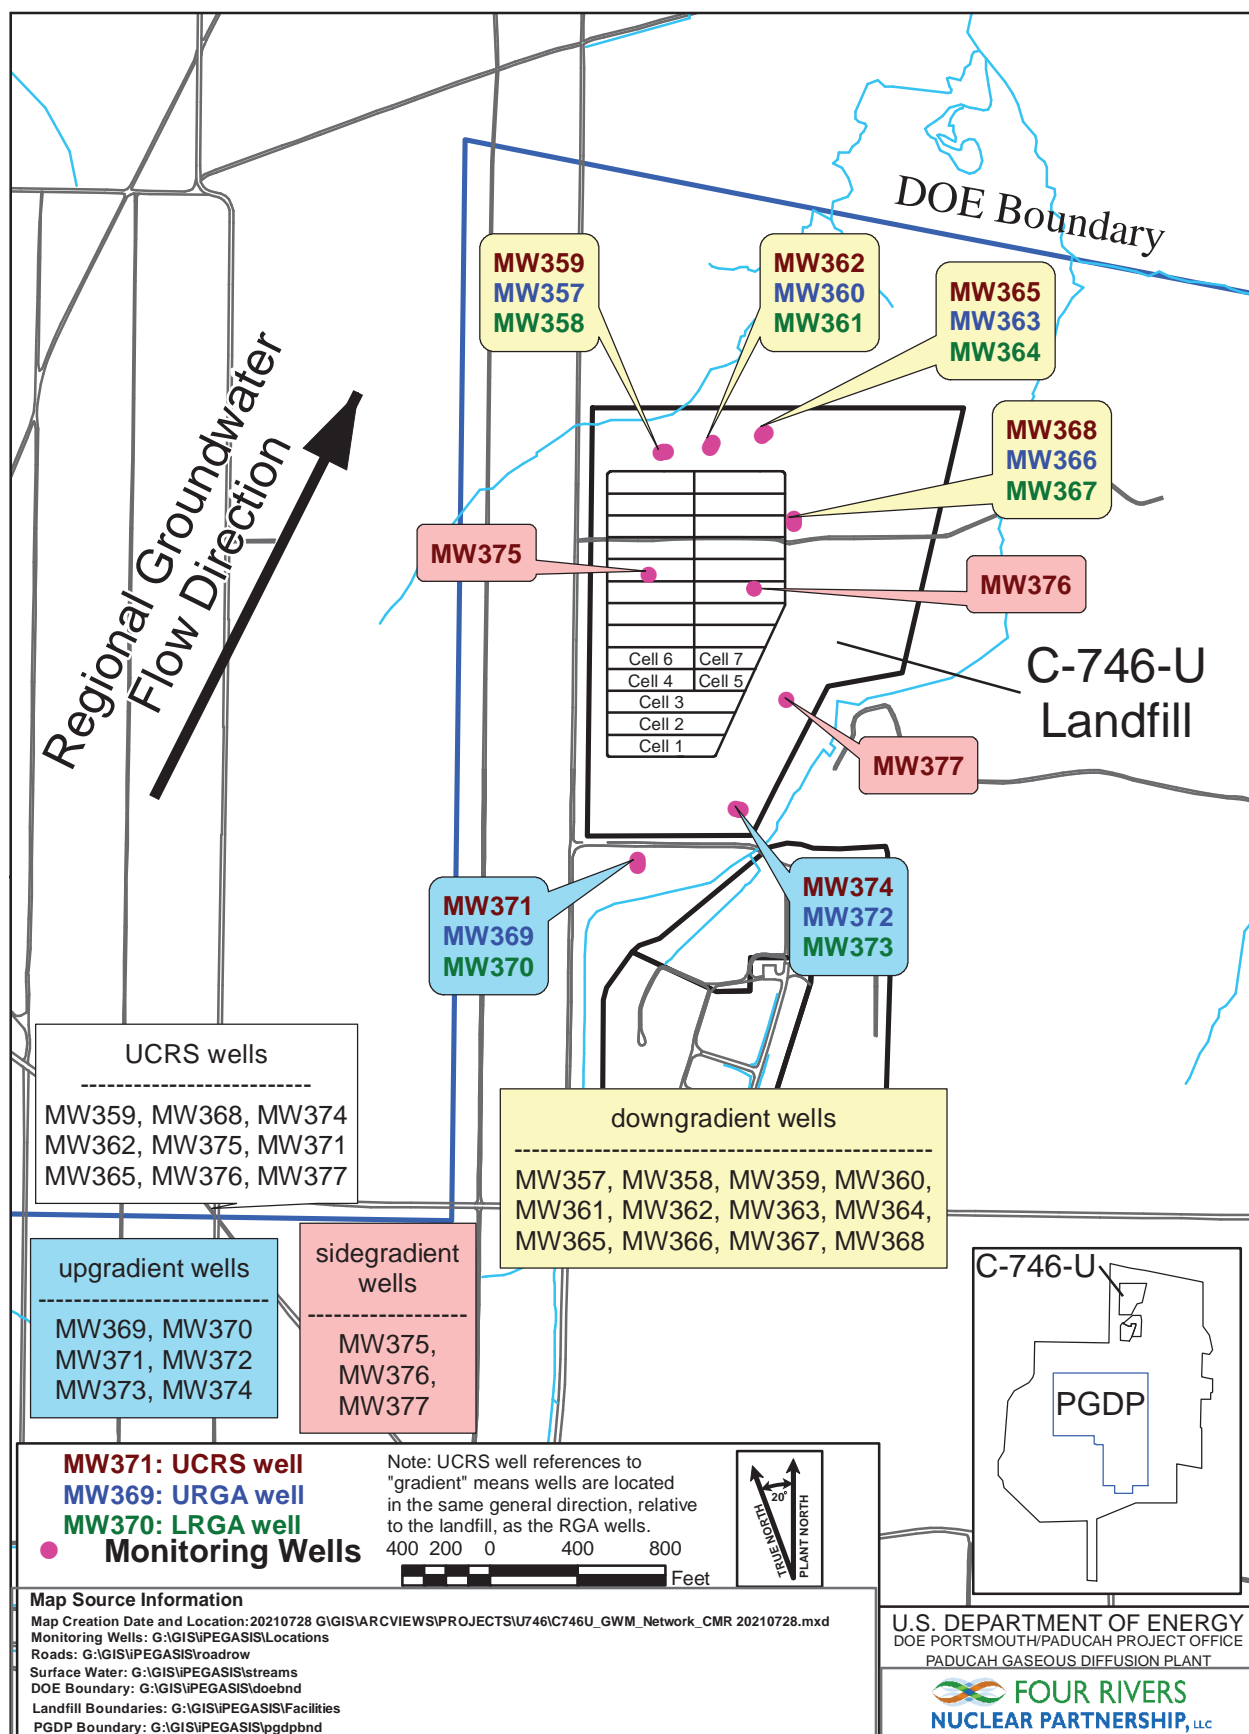 DOE Boundary
MW359
MW357
MW358
MW362
MW360
MW361
MW365
MW363
MW364
MW368
MW366
MW367
Regional Groundwater
Flow Direction
MW375
MW376
Cell 6
Cell 7
Cell 4
Cell 5
Cell 3
Cell 2
Cell 1
C-746-U
Landfill
MW377
MW371
MW369
MW370
MW374
MW372
MW373
UCRS wells
---------------------------
MW359, MW368, MW374
MW362, MW375, MW371
MW365, MW376, MW377
downgradient wells
-------------------------------------------------
MW357, MW358, MW359, MW360,
MW361, MW362, MW363, MW364,
MW365, MW366, MW367, MW368
upgradient wells
---------------------------
MW369, MW370
MW371, MW372
MW373, MW374
sidegradient
wells
-------------------
MW375,
MW376,
MW377
C-746-U
PGDP
MW371: UCRS well
MW369: URGA well
MW370: LRGA well
Monitoring Wells
Note: UCRS well references to
"gradient" means wells are located
in the same general direction, relative
to the landfill, as the RGA wells.
400 200 0 400 800
Feet
20°
TRUE NORTH
PLANT NORTH
Map Source Information
Map Creation Date and Location:20210728 G\GIS\ARCVIEWS\PROJECTS\U746\C746U_GWM_Network_CMR 20210728.mxd
Monitoring Wells: G:\GIS\iPEGASIS\Locations
Roads: G:\GIS\iPEGASIS\roadrow
Surface Water: G:\GIS\iPEGASIS\streams
DOE Boundary: G:\GIS\iPEGASIS\doebnd
Landfill Boundaries: G:\GIS\iPEGASIS\Facilities
PGDP Boundary: G:\GIS\iPEGASIS\pgdpbnd
U.S. DEPARTMENT OF ENERGY
DOE PORTSMOUTH/PADUCAH PROJECT OFFICE
PADUCAH GASEOUS DIFFUSION PLANT
FOUR RIVERS
NUCLEAR PARTNERSHIP, LLC